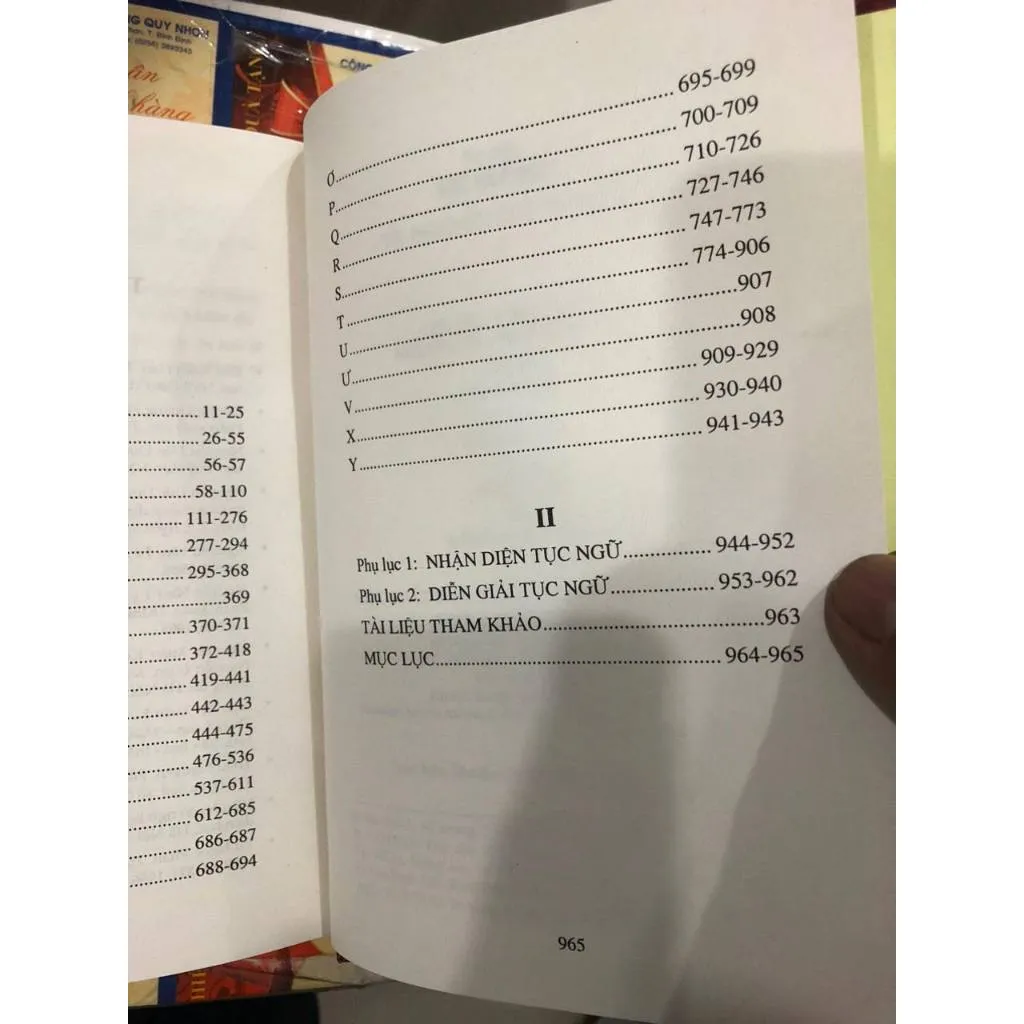 NG QUY NHƠN
CÔNG
11-25
26-55
56-57
58-110
111-276
277-294
295-368
369
370-371
372-418
419-441
442-443
444-475
476-536
537-611
612-685
686-687
688-694
Ơ 695-699
P 700-709
Q 710-726
R 727-746
S 747-773
T 774-906
U 907
Ư 908
V 909-929
X 930-940
Y 941-943
II
Phụ lục 1: NHẬN DIỆN TỤC NGỮ 944-952
Phụ lục 2: DIỄN GIẢI TỤC NGỮ 953-962
TÀI LIỆU THAM KHẢO 963
MỤC LỤC 964-965
965